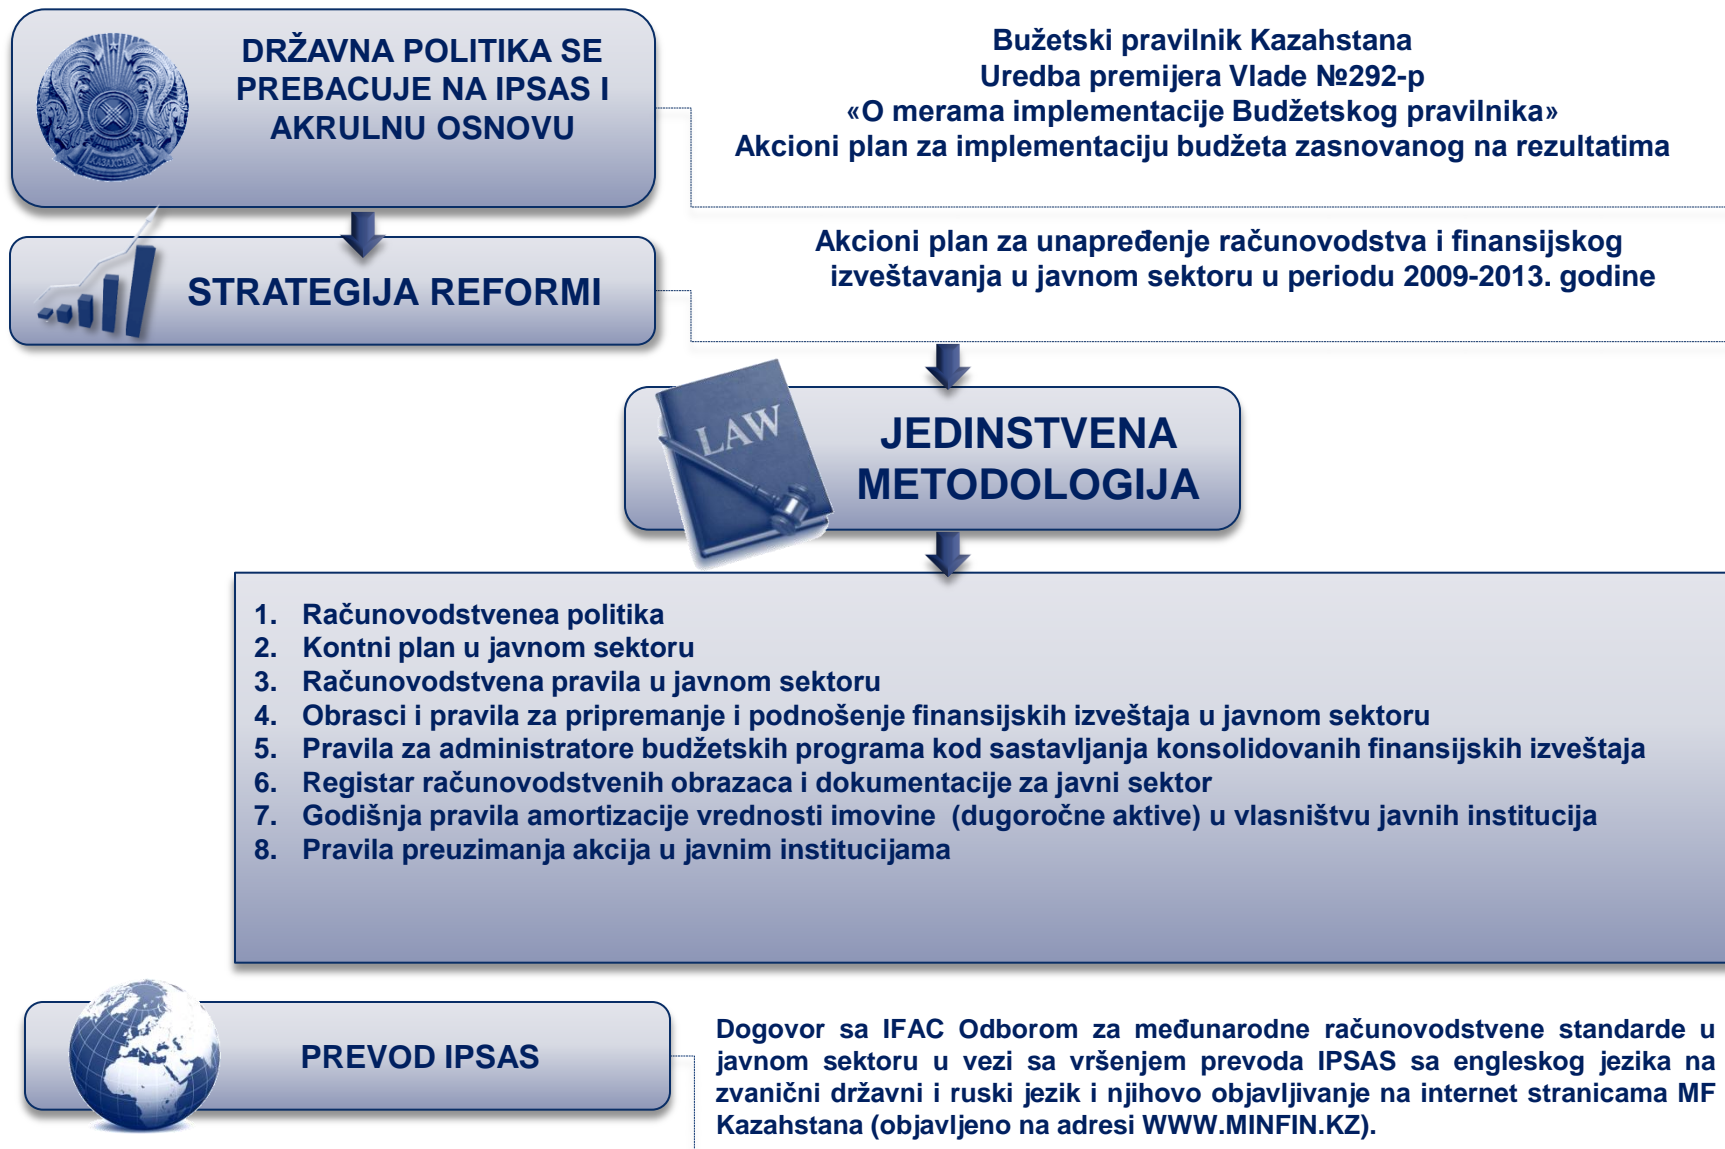 DRŽAVNA POLITIKA SE
PREBACUJE NA IPSAS I
AKRULNU OSNOVU
ҚАЗАҚСТАН
Bužetski pravilnik Kazahstana
Uredba premijera Vlade №292-p
«O merama implementacije Budžetskog pravilnika»
Akcioni plan za implementaciju budžeta zasnovanog na rezultatima
STRATEGIJA REFORMI
Akcioni plan za unapređenje računovodstva i finansijskog
izveštavanja u javnom sektoru u periodu 2009-2013. godine
LAW
JEDINSTVENA
METODOLOGIJA
1. Računovodstvenea politika
2. Kontni plan u javnom sektoru
3. Računovodstvena pravila u javnom sektoru
4. Obrasci i pravila za pripremanje i podnošenje finansijskih izveštaja u javnom sektoru
5. Pravila za administratore budžetskih programa kod sastavljanja konsolidovanih finansijskih izveštaja
6. Registar računovodstvenih obrazaca i dokumentacije za javni sektor
7. Godišnja pravila amortizacije vrednosti imovine (dugoročne aktive) u vlasništvu javnih institucija
8. Pravila preuzimanja akcija u javnim institucijama
PREVOD IPSAS
Dogovor sa IFAC Odborom za međunarodne računovodstvene standarde u
javnom sektoru u vezi sa vršenjem prevoda IPSAS sa engleskog jezika na
zvanični državni i ruski jezik i njihovo objavljivanje na internet stranicama MF
Kazahstana (objavljeno na adresi WWW.MINFIN.KZ).